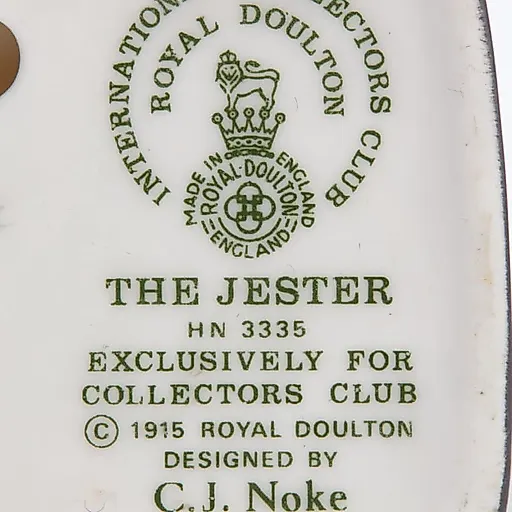 INTERNATIONAL COLLECTORS CLUB
ROYAL DOULTON
MADE IN ENGLAND
ROYAL-DOULTON
ENGLAND
THE JESTER
HN 3335
EXCLUSIVELY FOR
COLLECTORS CLUB
© 1915 ROYAL DOULTON
DESIGNED BY
C.J. Noke